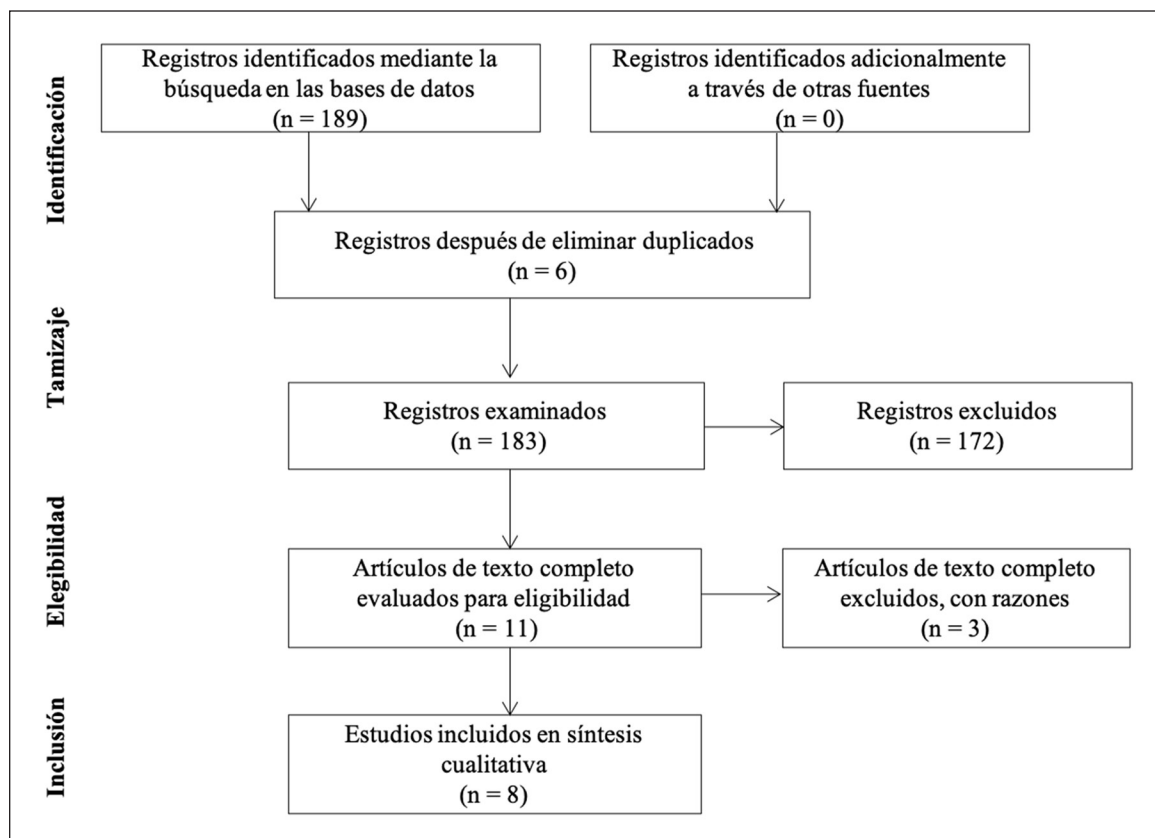 Identificación
Registros identificados mediante la
búsqueda en las bases de datos
(n = 189)
Registros identificados adicionalmente
a través de otras fuentes
(n = 0)
Registros después de eliminar duplicados
(n = 6)
Tamizaje
Registros examinados
(n = 183)
Registros excluidos
(n = 172)
Elegibilidad
Artículos de texto completo
evaluados para eligibilidad
(n = 11)
Artículos de texto completo
excluidos, con razones
(n = 3)
Inclusión
Estudios incluidos en síntesis
cualitativa
(n = 8)